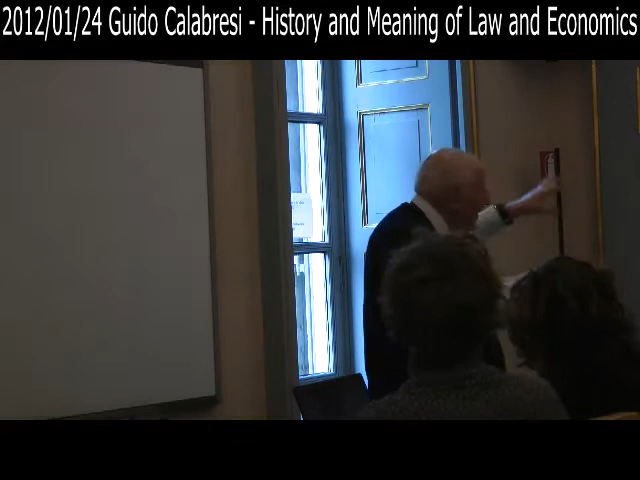 2012/01/24 Guido Calabresi - History and Meaning of Law and Economics